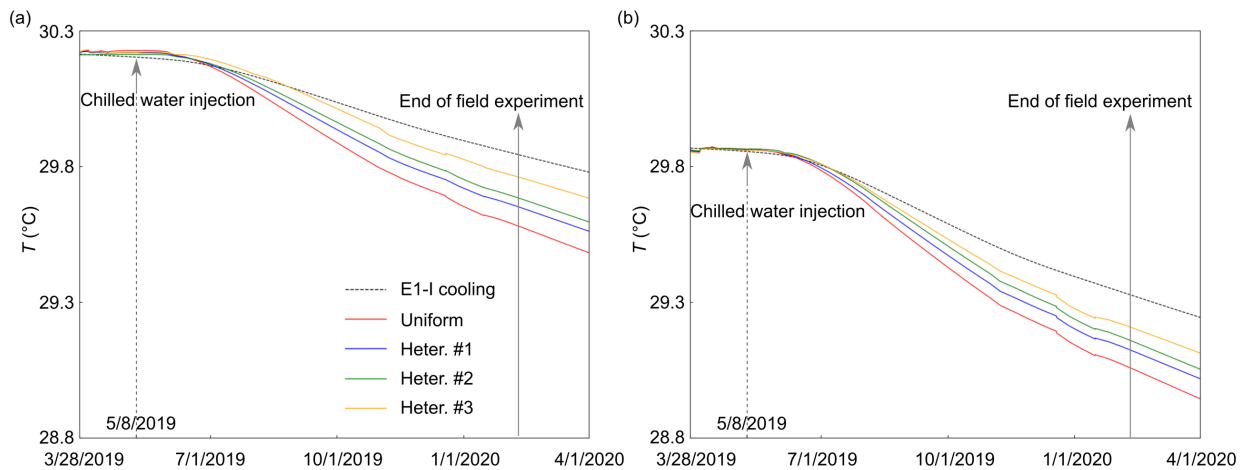 (a)
30.3
29.8
29.3
28.8
T (°C)
Chilled water injection
End of field experiment
E1-I cooling
Uniform
Heter. #1
Heter. #2
Heter. #3
5/8/2019
3/28/2019
7/1/2019
10/1/2019
1/1/2020
4/1/2020
(b)
30.3
29.8
29.3
28.8
T (°C)
Chilled water injection
End of field experiment
5/8/2019
3/28/2019
7/1/2019
10/1/2019
1/1/2020
4/1/2020